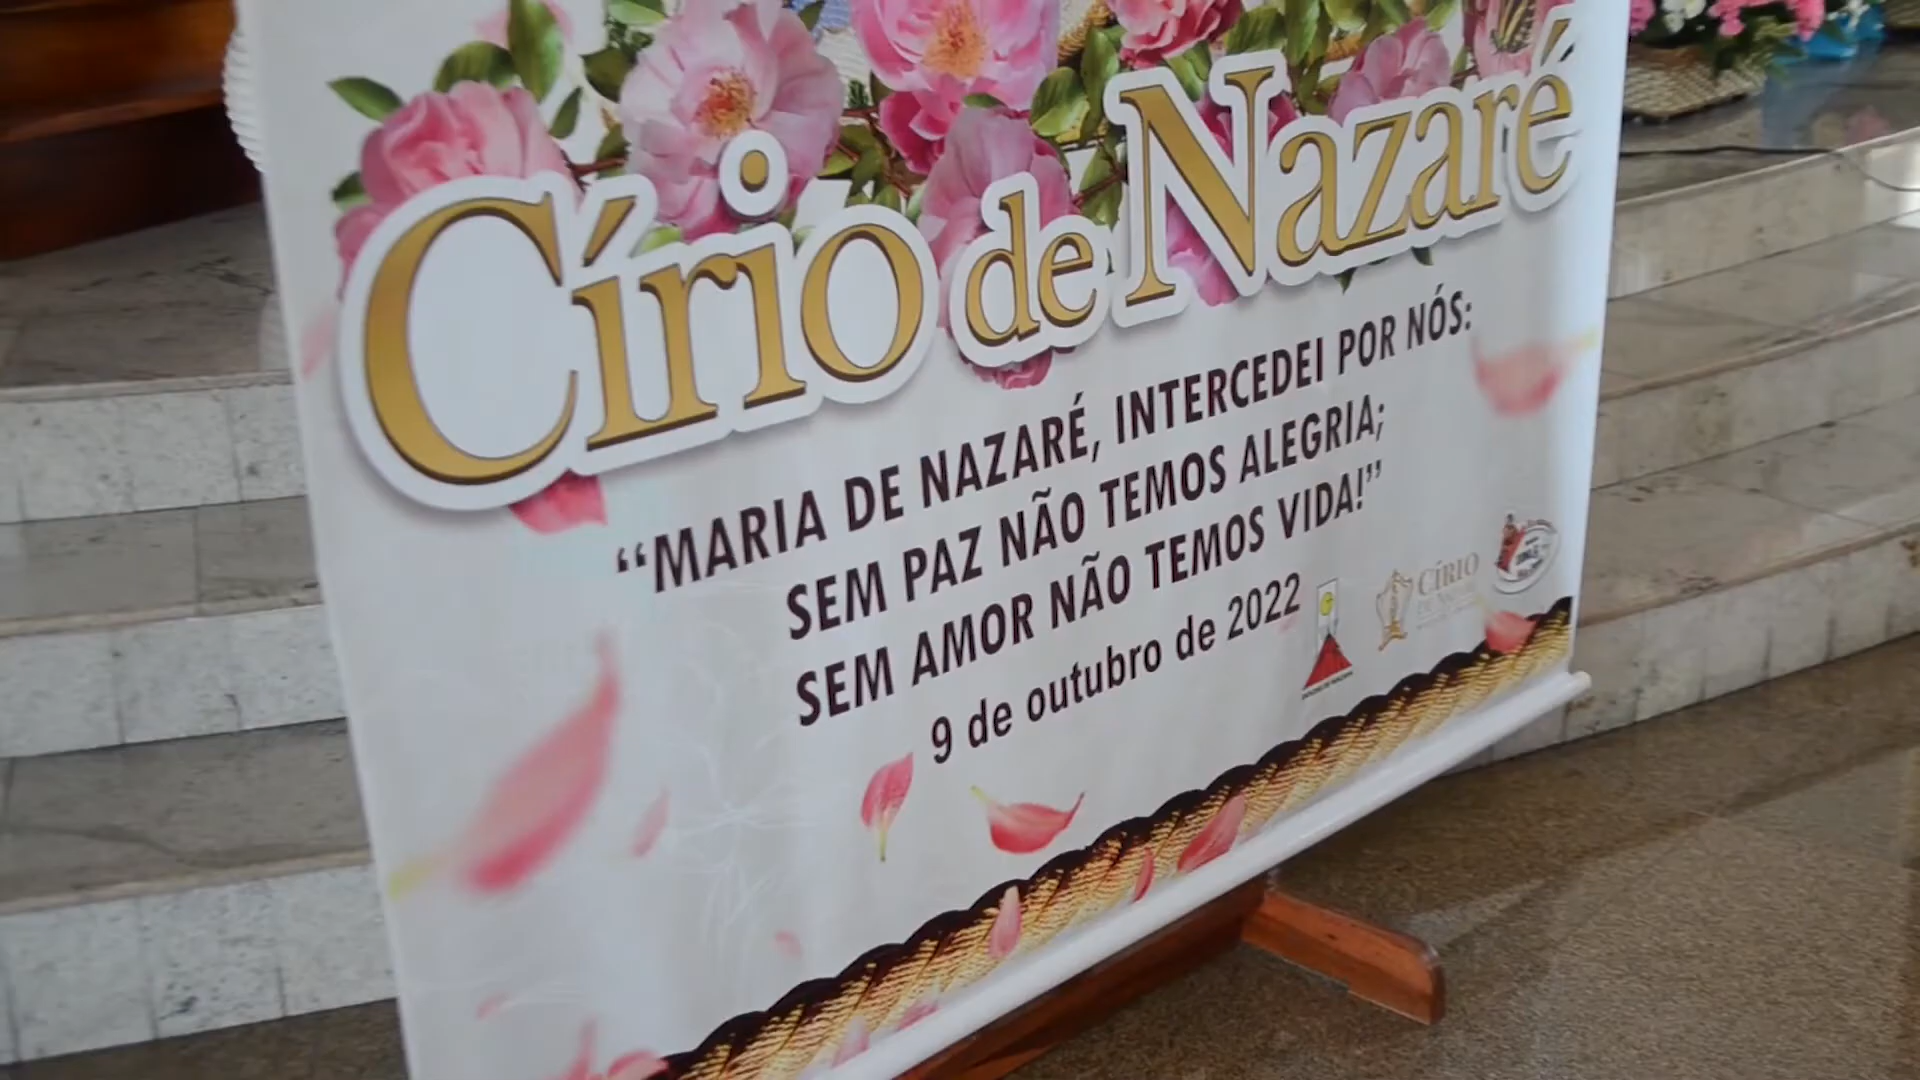 Círio de Nazaré
“MARIA DE NAZARÉ, INTERCEDEI POR NÓS:
SEM PAZ NÃO TEMOS ALEGRIA;
SEM AMOR NÃO TEMOS VIDA!”
9 de outubro de 2022
CÍRIO